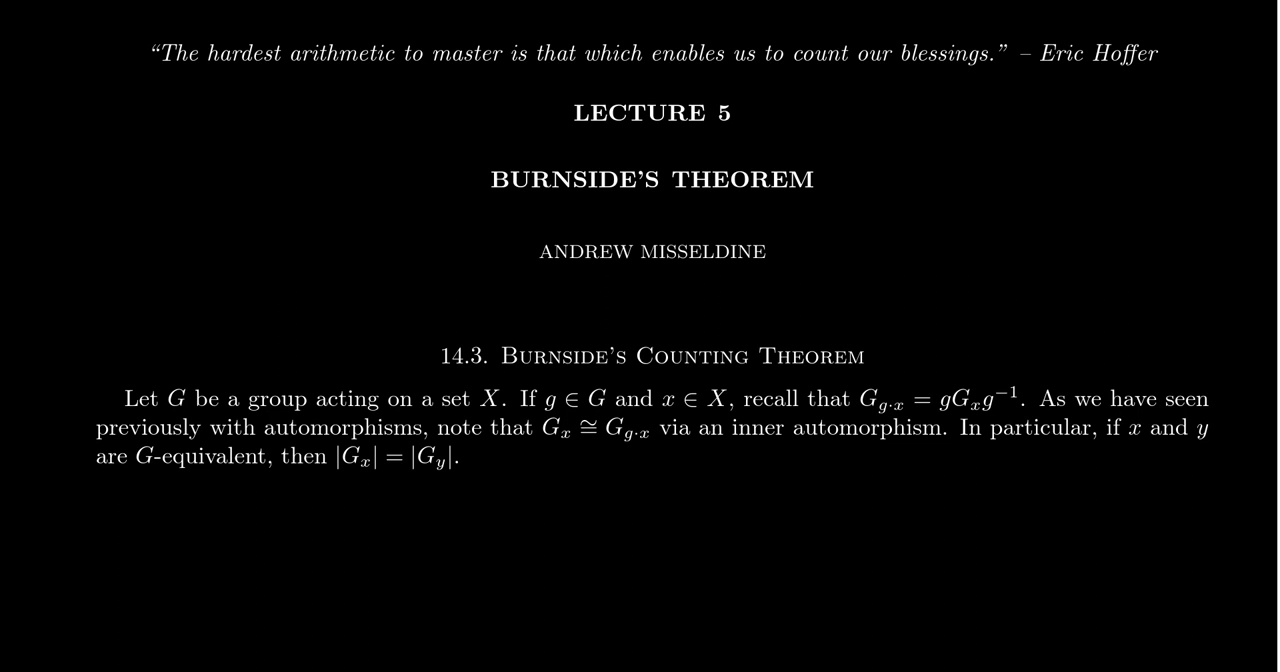 “The hardest arithmetic to master is that which enables us to count our blessings.” – Eric Hoffer
LECTURE 5
BURNSIDE’S THEOREM
ANDREW MISSELDINE
14.3. Burnside’s Counting Theorem
Let G be a group acting on a set X. If g ∈ G and x ∈ X, recall that G_{g·x} = gG_xg^{−1}. As we have seen
previously with automorphisms, note that G_x ≅ G_{g·x} via an inner automorphism. In particular, if x and y
are G-equivalent, then |G_x| = |G_y|.